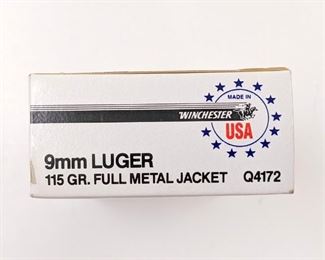 MADE IN
WINCHESTER
USA
9mm LUGER
115 GR. FULL METAL JACKET Q4172